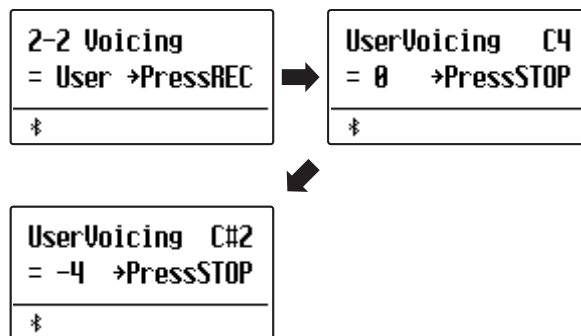 2-2 Voicing
= User →PressREC
UserVoicing C4
= 0 →PressSTOP
UserVoicing C#2
= -4 →PressSTOP